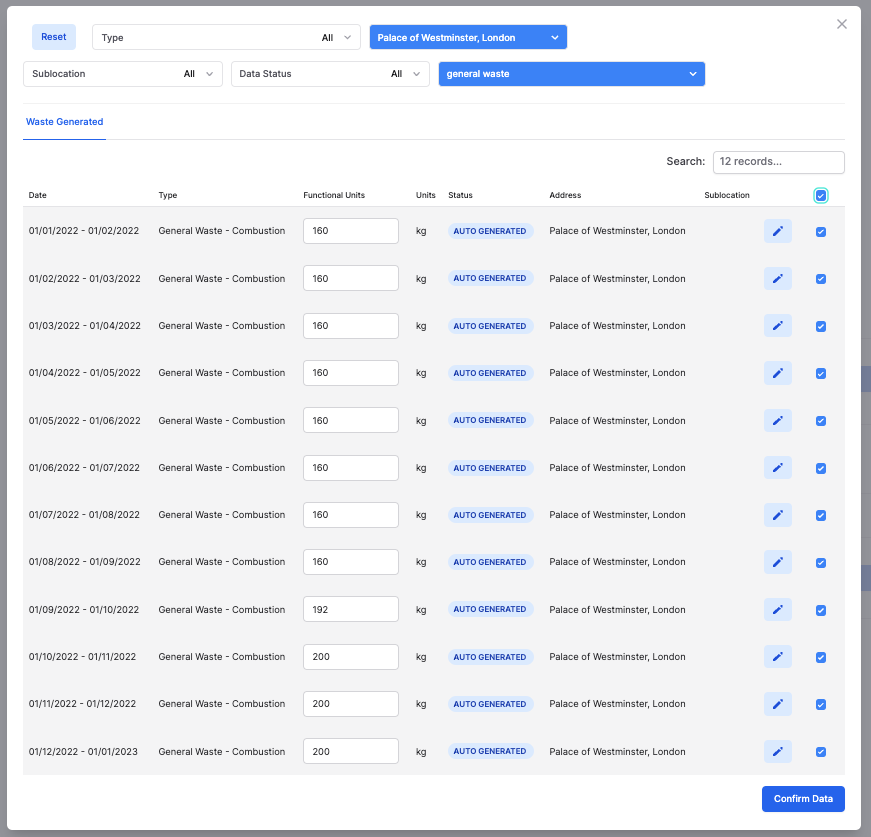 Reset Type All Palace of Westminster, London
Sublocation All Data Status All general waste
Waste Generated
Search: 12 records...
Date Type Functional Units Units Status Address Sublocation
01/01/2022 - 01/02/2022 General Waste - Combustion 160 kg AUTO GENERATED Palace of Westminster, London
01/02/2022 - 01/03/2022 General Waste - Combustion 160 kg AUTO GENERATED Palace of Westminster, London
01/03/2022 - 01/04/2022 General Waste - Combustion 160 kg AUTO GENERATED Palace of Westminster, London
01/04/2022 - 01/05/2022 General Waste - Combustion 160 kg AUTO GENERATED Palace of Westminster, London
01/05/2022 - 01/06/2022 General Waste - Combustion 160 kg AUTO GENERATED Palace of Westminster, London
01/06/2022 - 01/07/2022 General Waste - Combustion 160 kg AUTO GENERATED Palace of Westminster, London
01/07/2022 - 01/08/2022 General Waste - Combustion 160 kg AUTO GENERATED Palace of Westminster, London
01/08/2022 - 01/09/2022 General Waste - Combustion 160 kg AUTO GENERATED Palace of Westminster, London
01/09/2022 - 01/10/2022 General Waste - Combustion 192 kg AUTO GENERATED Palace of Westminster, London
01/10/2022 - 01/11/2022 General Waste - Combustion 200 kg AUTO GENERATED Palace of Westminster, London
01/11/2022 - 01/12/2022 General Waste - Combustion 200 kg AUTO GENERATED Palace of Westminster, London
01/12/2022 - 01/01/2023 General Waste - Combustion 200 kg AUTO GENERATED Palace of Westminster, London
Confirm Data